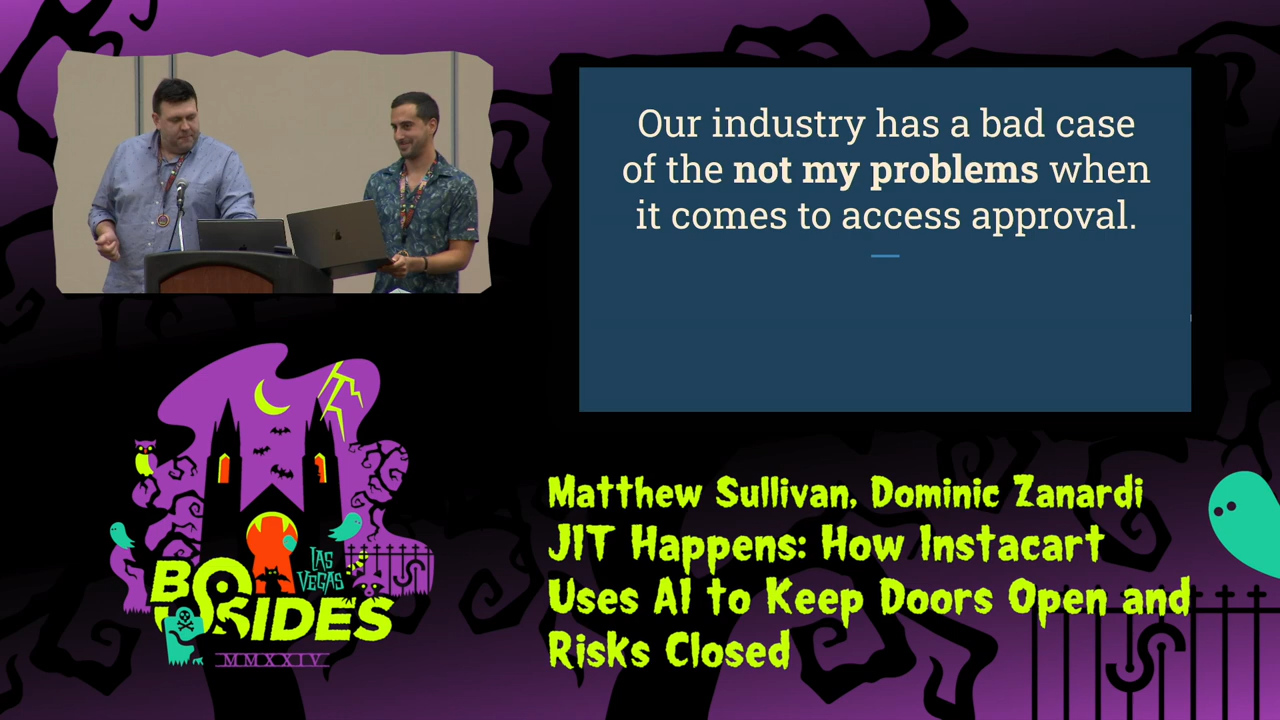 Our industry has a bad case
of the not my problems when
it comes to access approval.
BSIDES
LAS
VEGAS
MMXXIV
Matthew Sullivan, Dominic Zanardi
JIT Happens: How Instacart
Uses AI to Keep Doors Open and
Risks Closed